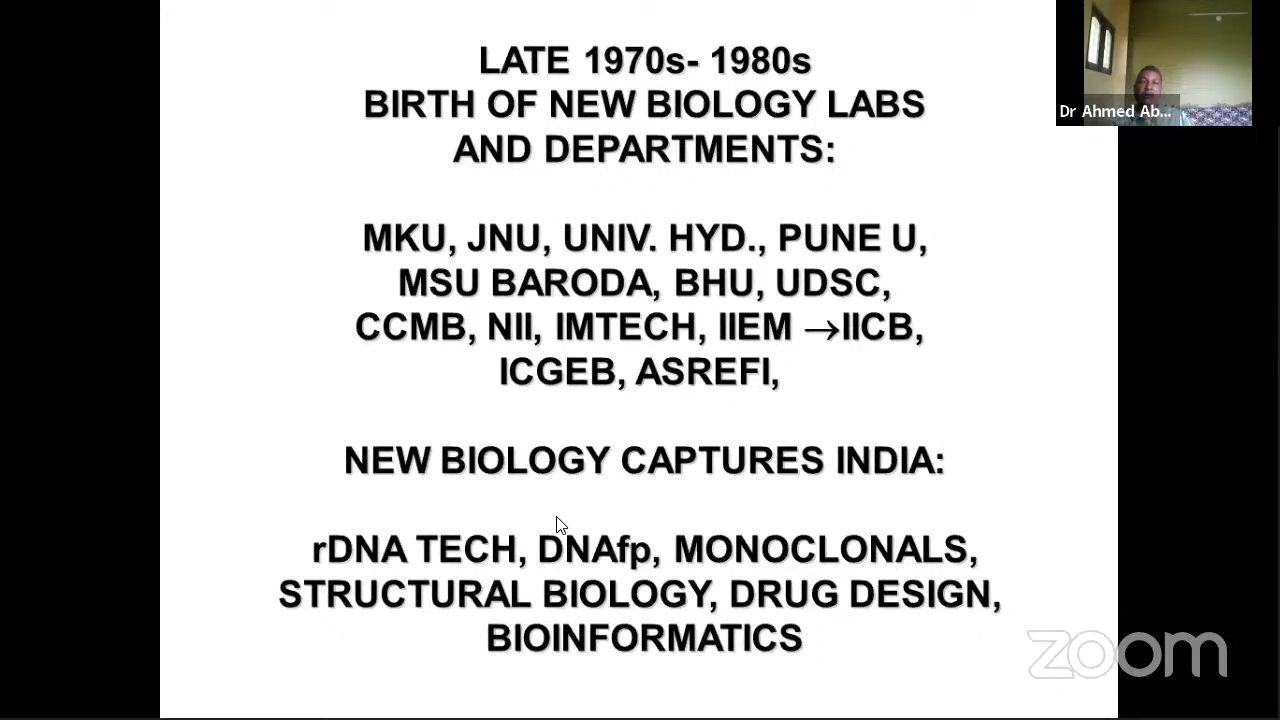 LATE 1970s- 1980s
BIRTH OF NEW BIOLOGY LABS
AND DEPARTMENTS:
MKU, JNU, UNIV. HYD., PUNE U,
MSU BARODA, BHU, UDSC,
CCMB, NII, IMTECH, IIEM →IICB,
ICGEB, ASREFI,
NEW BIOLOGY CAPTURES INDIA:
rDNA TECH, DNAfp, MONOCLONALS,
STRUCTURAL BIOLOGY, DRUG DESIGN,
BIOINFORMATICS
Dr Ahmed Ab...
zoom